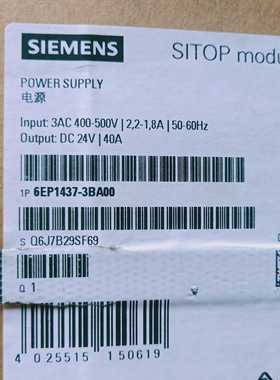 SIEMENS
SITOP modu
POWER SUPPLY
电源
Input: 3AC 400-500V | 2,2-1,8A | 50-60Hz
Output: DC 24V | 40A
1P 6EP1437-3BA00
S Q6J7B29SF69
Q 1
4 025515 150619